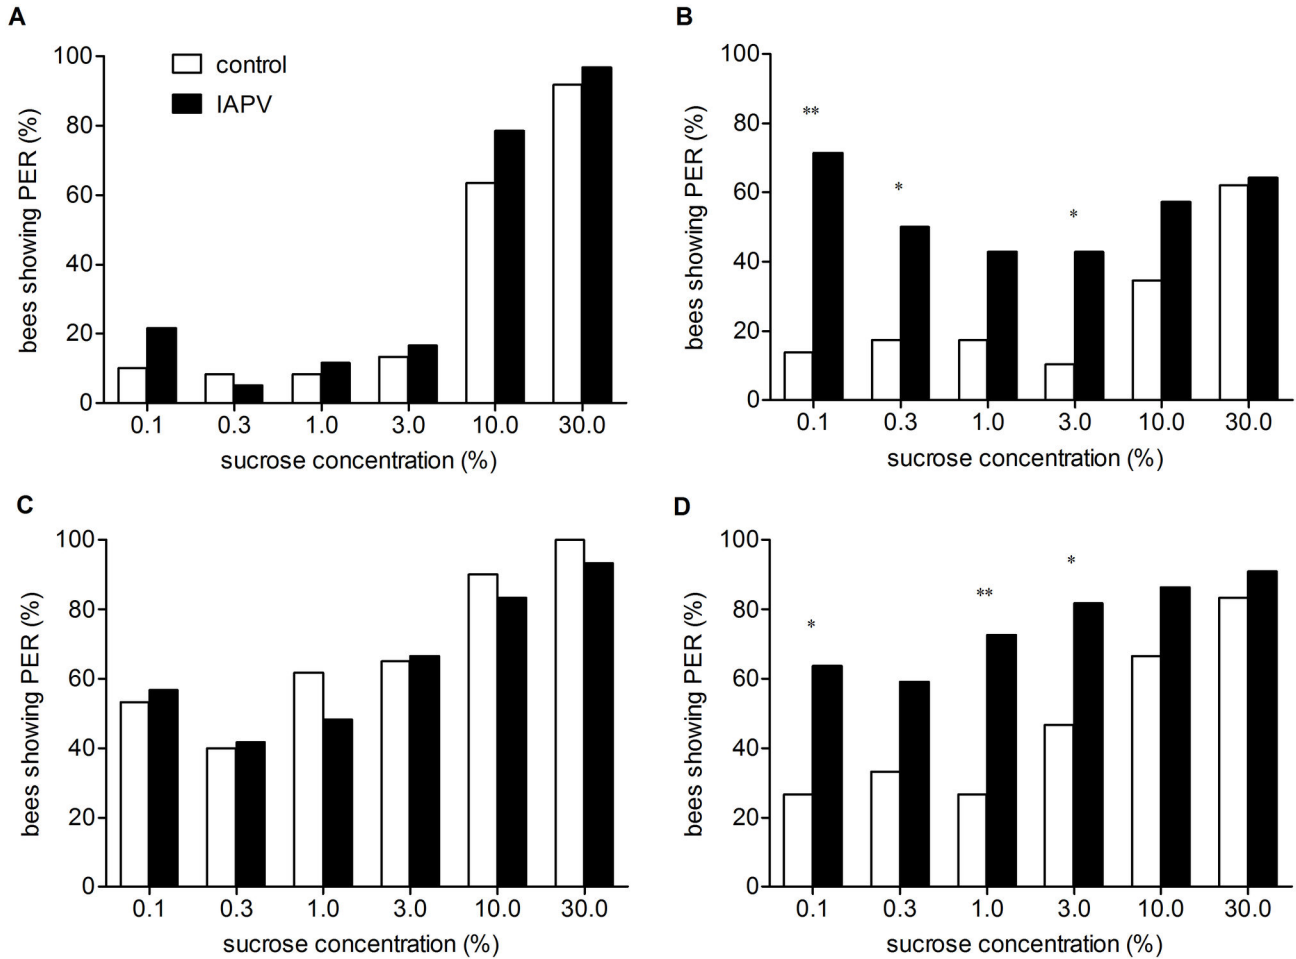 A
bees showing PER (%)
100
80
60
40
20
0
control
IAPV
0.1 0.3 1.0 3.0 10.0 30.0
sucrose concentration (%)
B
bees showing PER (%)
100
80
60
40
20
0
**
*
*
0.1 0.3 1.0 3.0 10.0 30.0
sucrose concentration (%)
C
bees showing PER (%)
100
80
60
40
20
0
0.1 0.3 1.0 3.0 10.0 30.0
sucrose concentration (%)
D
bees showing PER (%)
100
80
60
40
20
0
*
**
*
0.1 0.3 1.0 3.0 10.0 30.0
sucrose concentration (%)